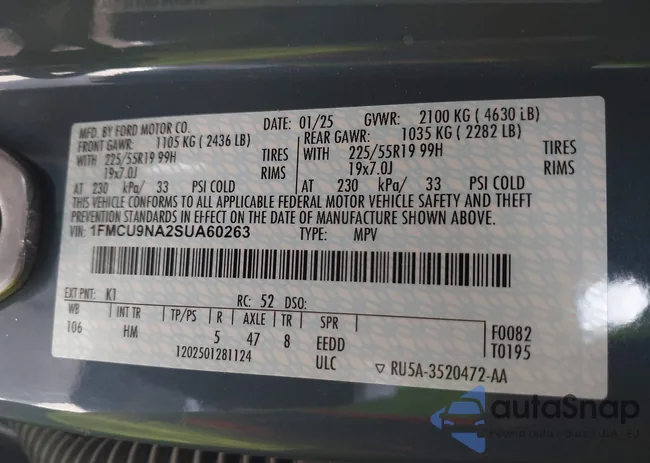 MFD. BY FORD MOTOR CO. DATE: 01/25 GVWR: 2100 KG ( 4630 LB)
FRONT GAWR: 1105 KG ( 2436 LB) REAR GAWR: 1035 KG ( 2282 LB)
WITH 225/55R19 99H TIRES WITH 225/55R19 99H TIRES
19x7.0J RIMS 19x7.0J RIMS
AT 230 kPa/ 33 PSI COLD AT 230 kPa/ 33 PSI COLD
THIS VEHICLE CONFORMS TO ALL APPLICABLE FEDERAL MOTOR VEHICLE SAFETY AND THEFT
PREVENTION STANDARDS IN EFFECT ON THE DATE OF MANUFACTURE SHOWN ABOVE.
VIN: 1FMCU9NA2SUA60263 TYPE: MPV
EXT PNT: K1 RC: 52 DSO:
WB INT TR TP/PS R AXLE TR SPR F0082
106 HM 5 47 8 EEDD T0195
1202501281124 ULC ▽ RU5A-3520472-AA
autoSnap